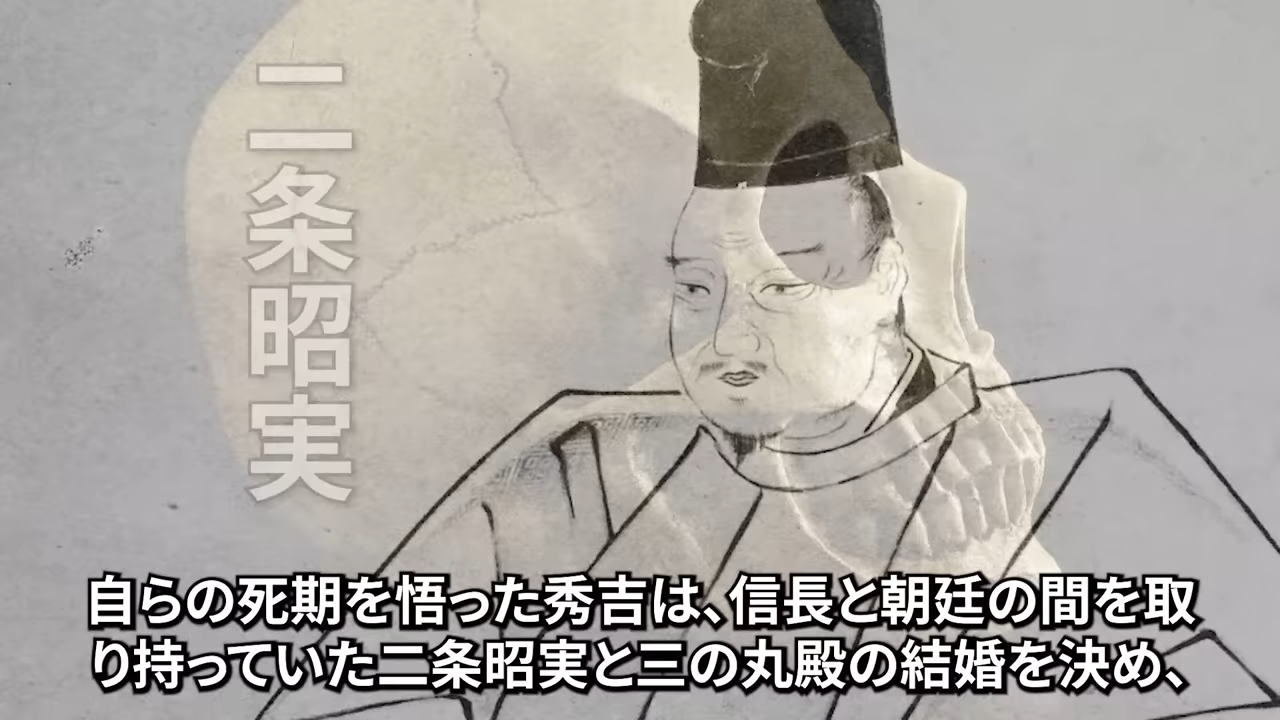 二条昭実
自らの死期を悟った秀吉は、信長と朝廷の間を取
り持っていた二条昭実と三の丸殿の結婚を決め、